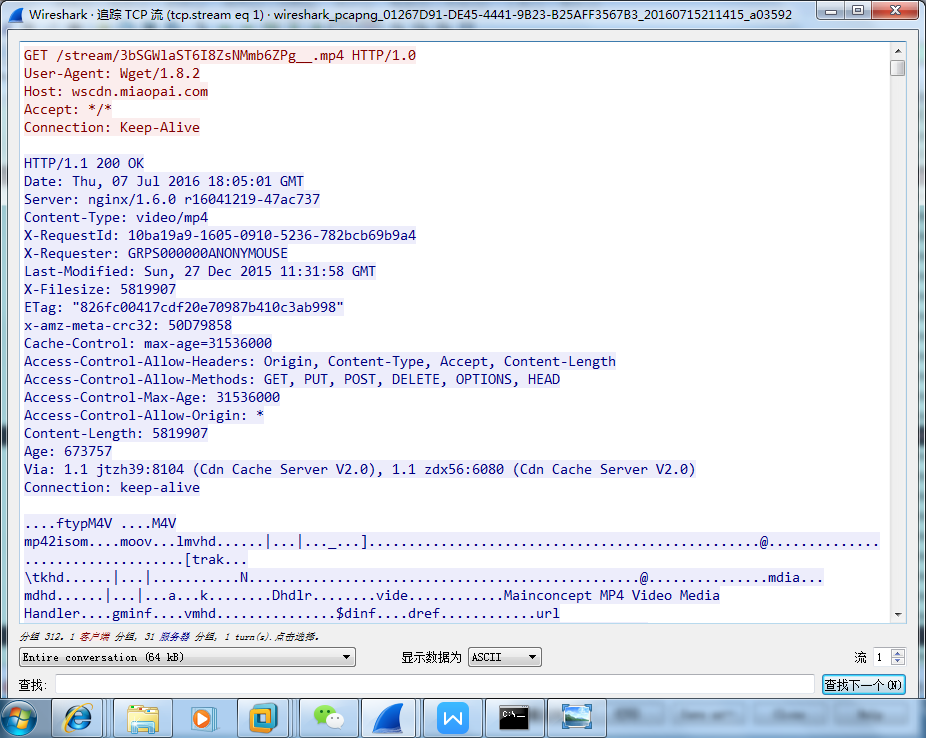 Wireshark · 追踪 TCP 流 (tcp.stream eq 1) · wireshark_pcapng_01267D91-DE45-4441-9B23-B25AFF3567B3_20160715211415_a03592
GET /stream/3bSGWlaST6I8ZsNMmb6ZPg__.mp4 HTTP/1.0
User-Agent: Wget/1.8.2
Host: wscdn.miaopai.com
Accept: */*
Connection: Keep-Alive
HTTP/1.1 200 OK
Date: Thu, 07 Jul 2016 18:05:01 GMT
Server: nginx/1.6.0 r16041219-47ac737
Content-Type: video/mp4
X-RequestId: 10ba19a9-1605-0910-5236-782bcb69b9a4
X-Requester: GRPS000000ANONYMOUSE
Last-Modified: Sun, 27 Dec 2015 11:31:58 GMT
X-Filesize: 5819907
ETag: "826fc00417cdf20e70987b410c3ab998"
x-amz-meta-crc32: 50D79858
Cache-Control: max-age=31536000
Access-Control-Allow-Headers: Origin, Content-Type, Accept, Content-Length
Access-Control-Allow-Methods: GET, PUT, POST, DELETE, OPTIONS, HEAD
Access-Control-Max-Age: 31536000
Access-Control-Allow-Origin: *
Content-Length: 5819907
Age: 673757
Via: 1.1 jtzh39:8104 (Cdn Cache Server V2.0), 1.1 zdx56:6080 (Cdn Cache Server V2.0)
Connection: keep-alive
....ftypM4V ....M4V
mp42isom....moov...lmvhd......|...|..._...].................................................@..............
....................[trak...
\tkhd......|...|...........N.................................................@...............mdia...
mdhd......|...|...a...k........Dhdlr........vide............Mainconcept MP4 Video Media
Handler....gminf....vmhd...............$dinf....dref............url
分组 312. 1 客户端 分组, 31 服务器 分组, 1 turn(s). 点击选择.
Entire conversation (64 kB) 显示数据为 ASCII 流 1
查找: 查找下一个(N)